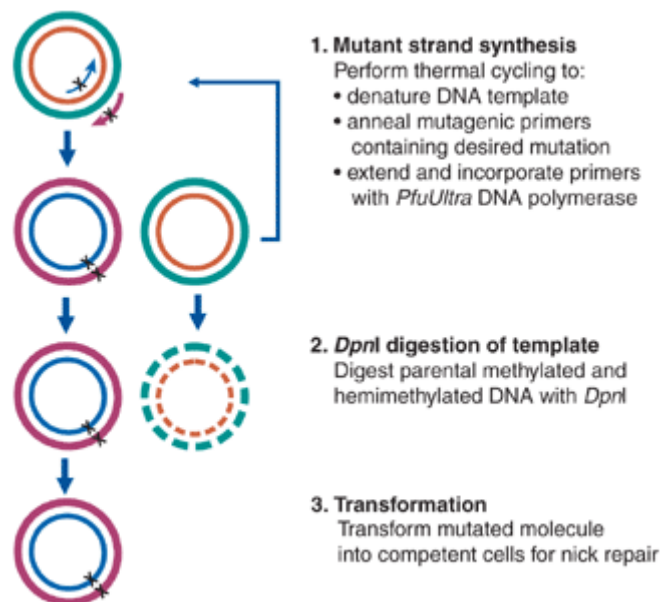 1. Mutant strand synthesis
Perform thermal cycling to:
• denature DNA template
• anneal mutagenic primers
containing desired mutation
• extend and incorporate primers
with PfuUltra DNA polymerase
2. DpnI digestion of template
Digest parental methylated and
hemimethylated DNA with DpnI
3. Transformation
Transform mutated molecule
into competent cells for nick repair